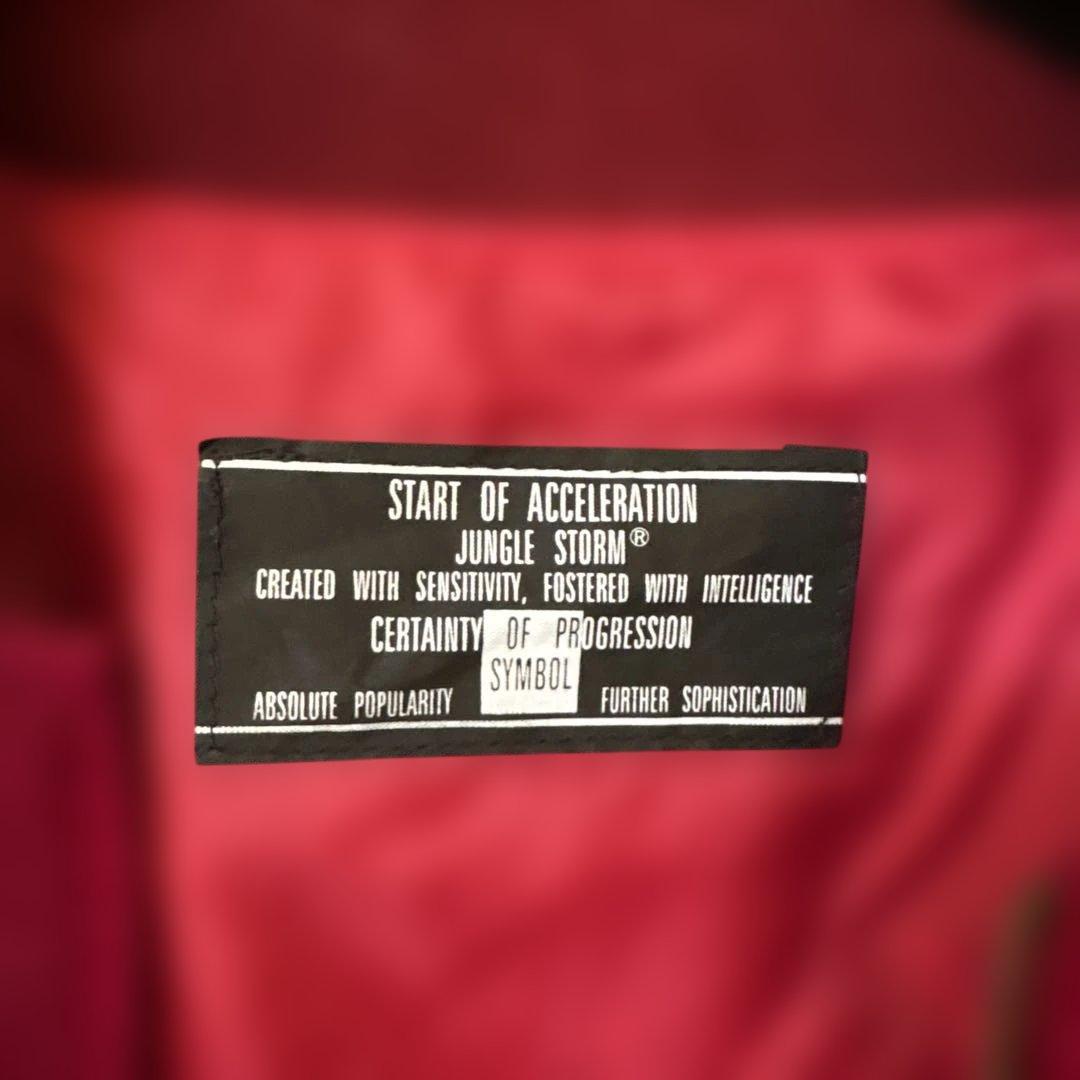 START OF ACCELERATION
JUNGLE STORM®
CREATED WITH SENSITIVITY, FOSTERED WITH INTELLIGENCE
CERTAINTY OF PROGRESSION
SYMBOL
ABSOLUTE POPULARITY FURTHER SOPHISTICATION